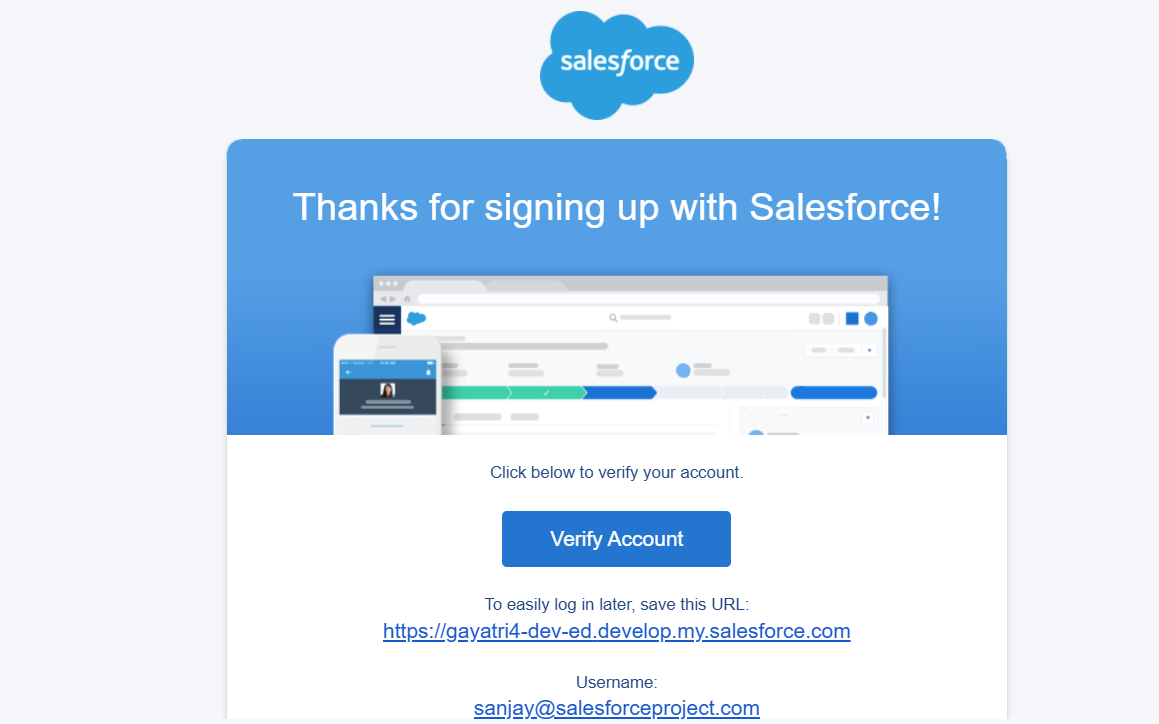 salesforce
Thanks for signing up with Salesforce!
Click below to verify your account.
Verify Account
To easily log in later, save this URL:
https://gayatri4-dev-ed.develop.my.salesforce.com
Username:
sanjay@salesforceproject.com